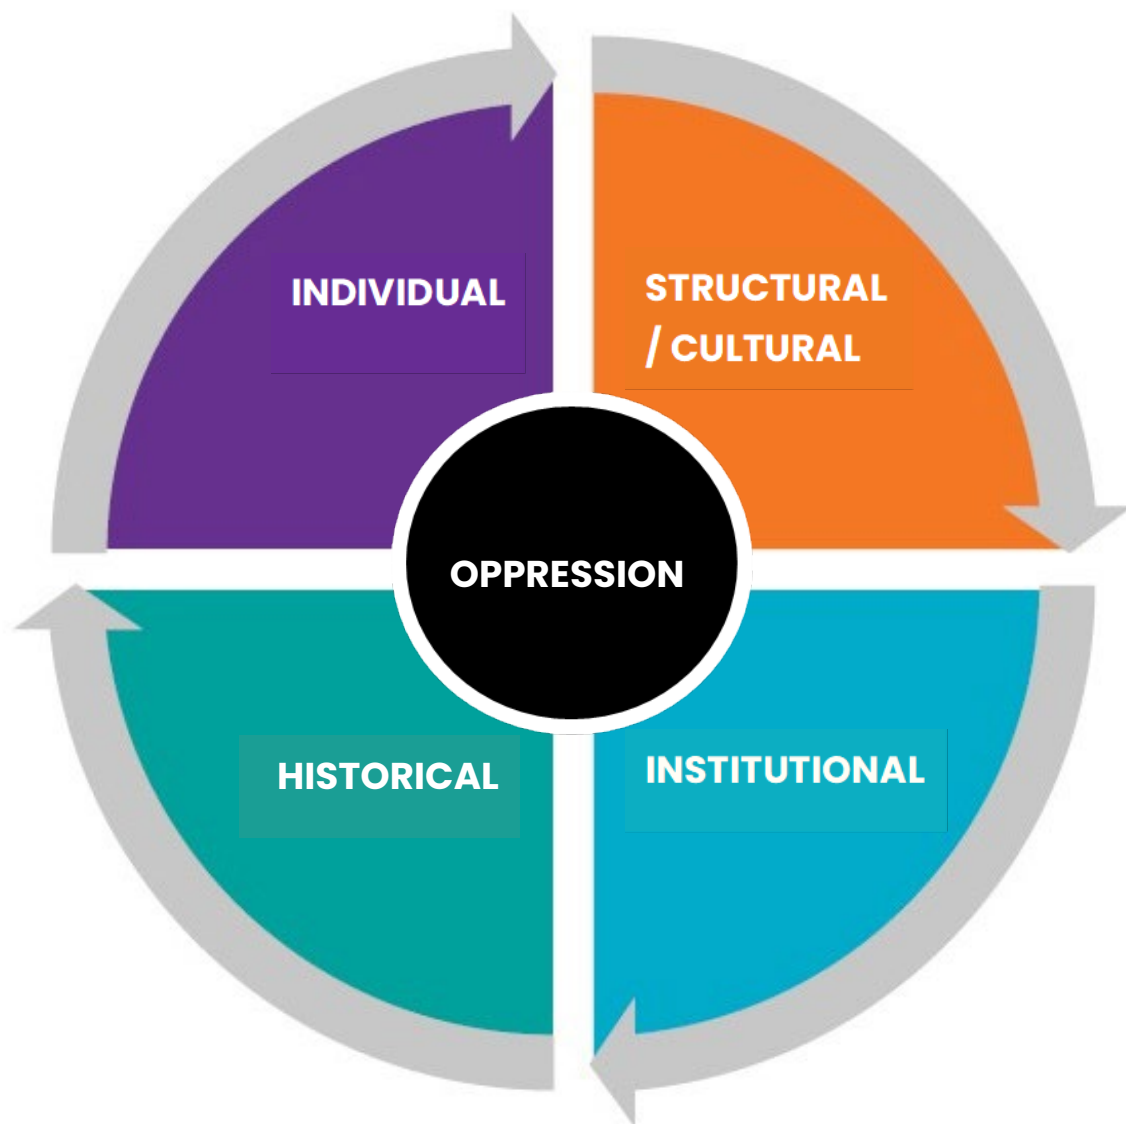 INDIVIDUAL
STRUCTURAL
/ CULTURAL
OPPRESSION
HISTORICAL
INSTITUTIONAL